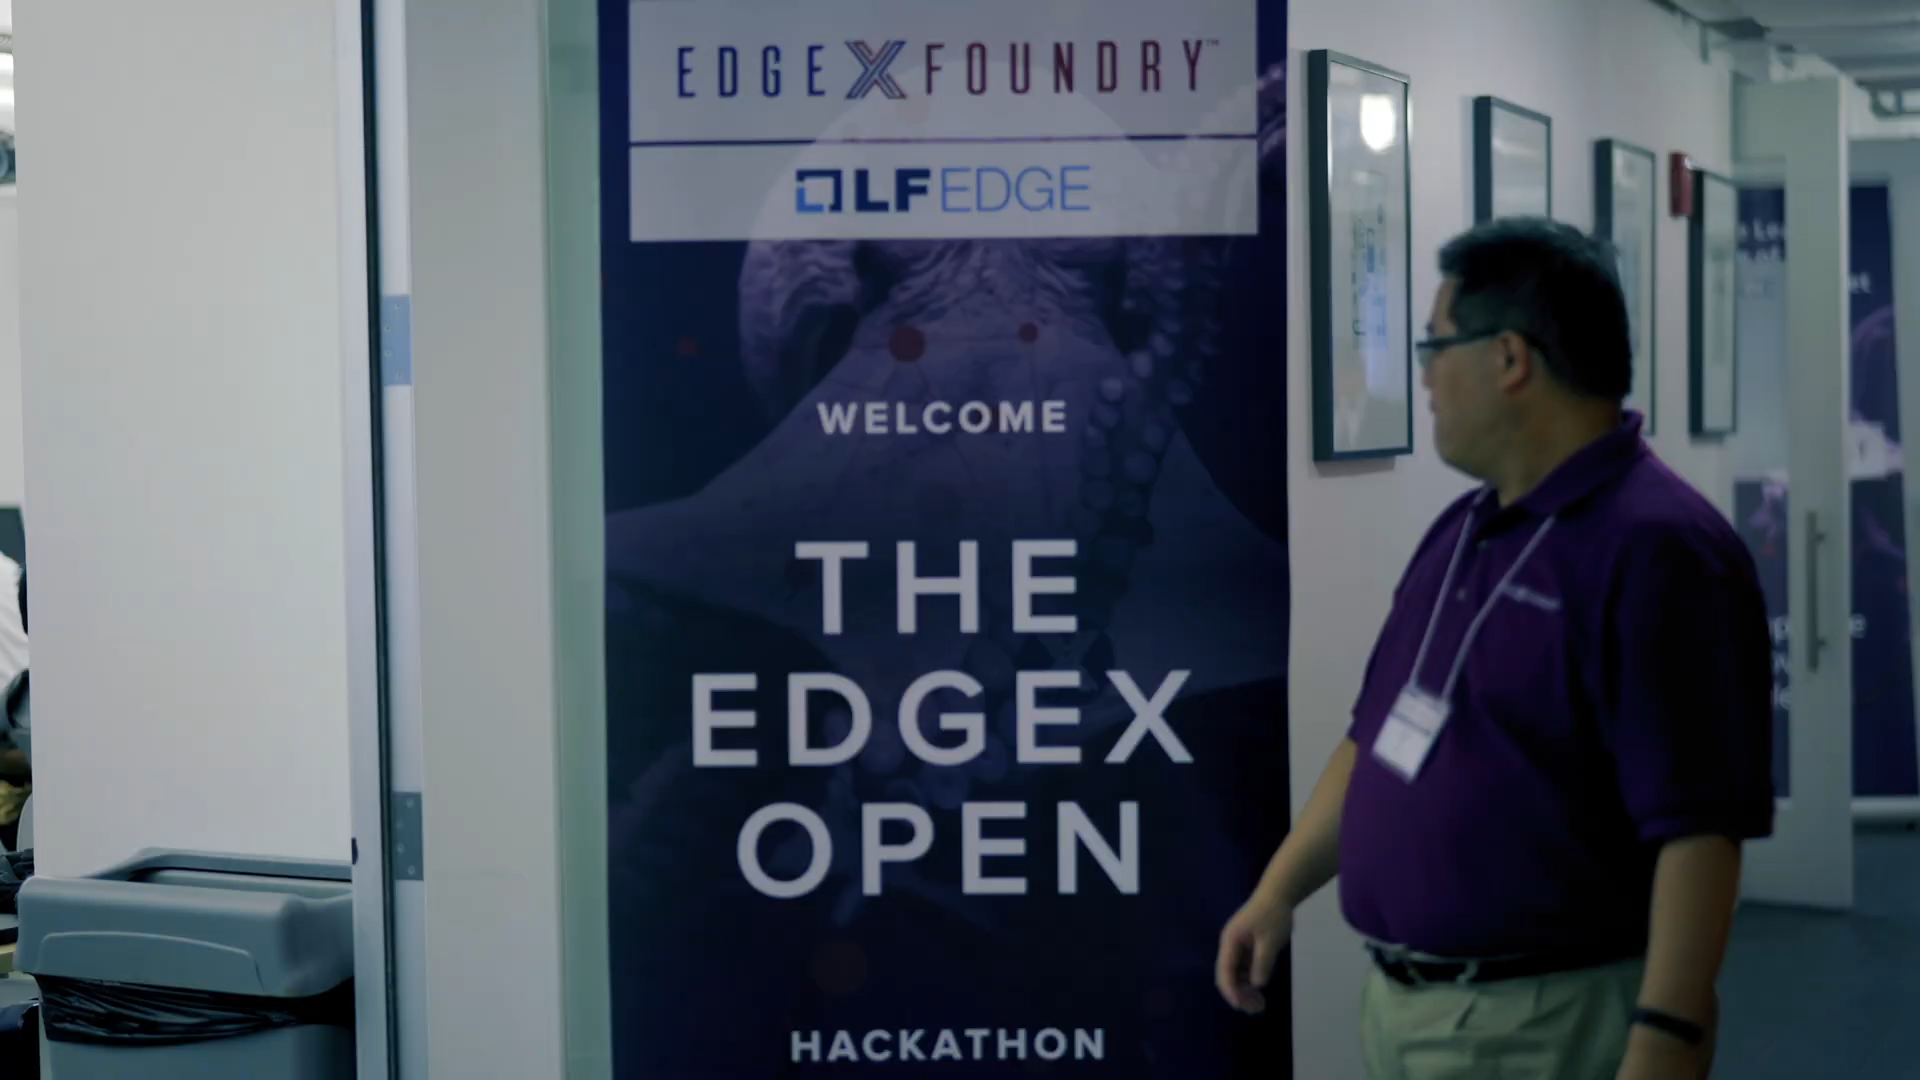 EDGEXFOUNDRY™
LF EDGE
WELCOME
THE
EDGEX
OPEN
HACKATHON